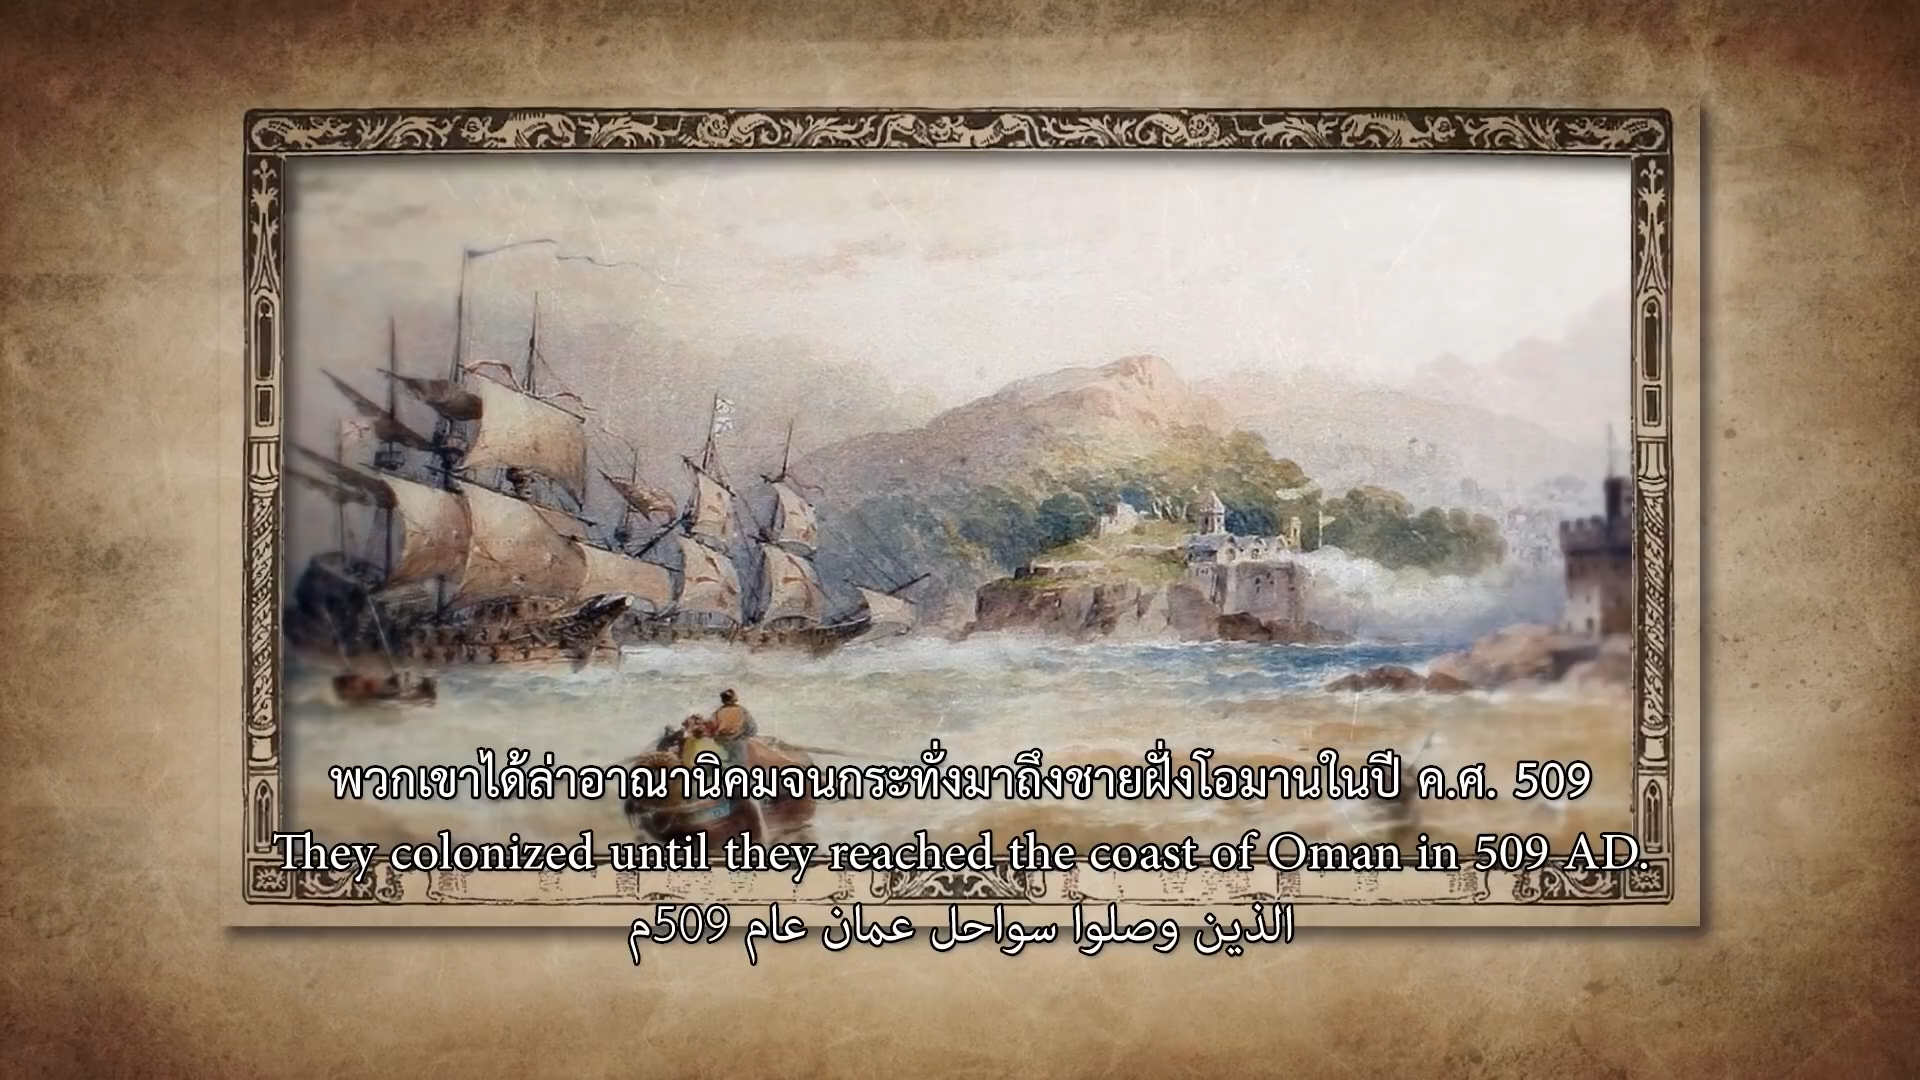 พวกเขาได้ล่าอาณานิคมจนกระทั่งมาถึงชายฝั่งโอมานในปี ค.ศ. 509
They colonized until they reached the coast of Oman in 509 AD.
الذين وصلوا سواحل عمان عام 509م